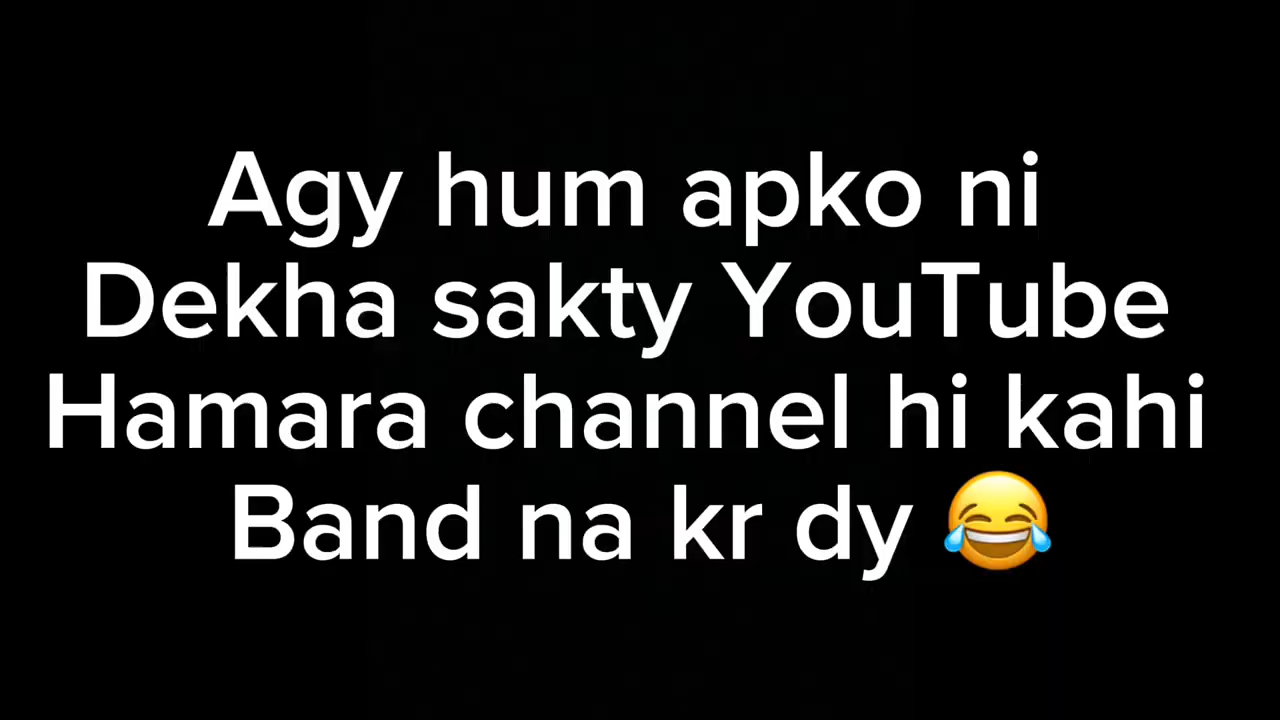 Agy hum apko ni
Dekha sakty YouTube
Hamara channel hi kahi
Band na kr dy 😂